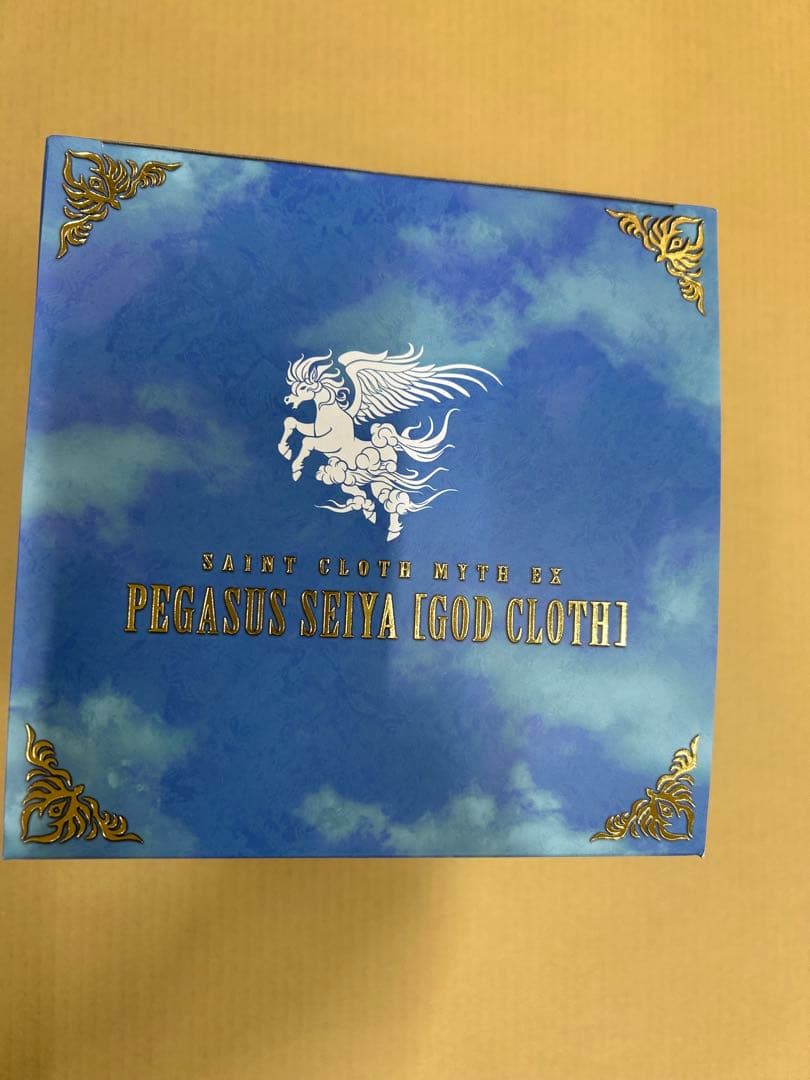 SAINT CLOTH MYTH EX
PEGASUS SEIYA [GOD CLOTH]